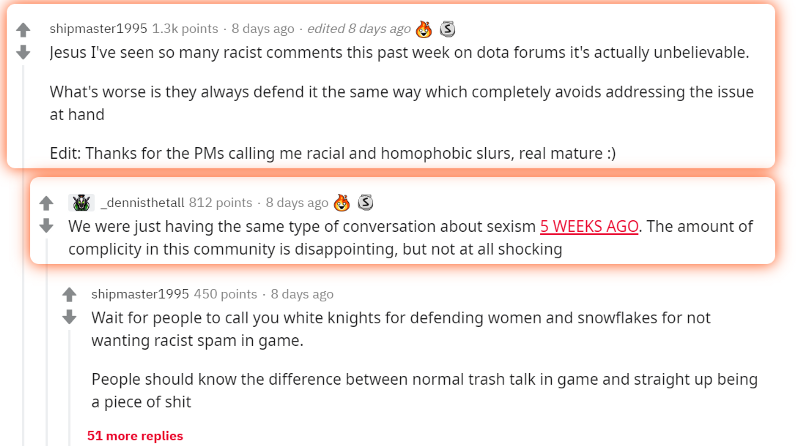 shipmaster1995 1.3k points · 8 days ago · edited 8 days ago
Jesus I've seen so many racist comments this past week on dota forums it's actually unbelievable.
What's worse is they always defend it the same way which completely avoids addressing the issue
at hand
Edit: Thanks for the PMs calling me racial and homophobic slurs, real mature :)
_dennisthetall 812 points · 8 days ago
We were just having the same type of conversation about sexism 5 WEEKS AGO. The amount of
complicity in this community is disappointing, but not at all shocking
shipmaster1995 450 points · 8 days ago
Wait for people to call you white knights for defending women and snowflakes for not
wanting racist spam in game.
People should know the difference between normal trash talk in game and straight up being
a piece of shit
51 more replies